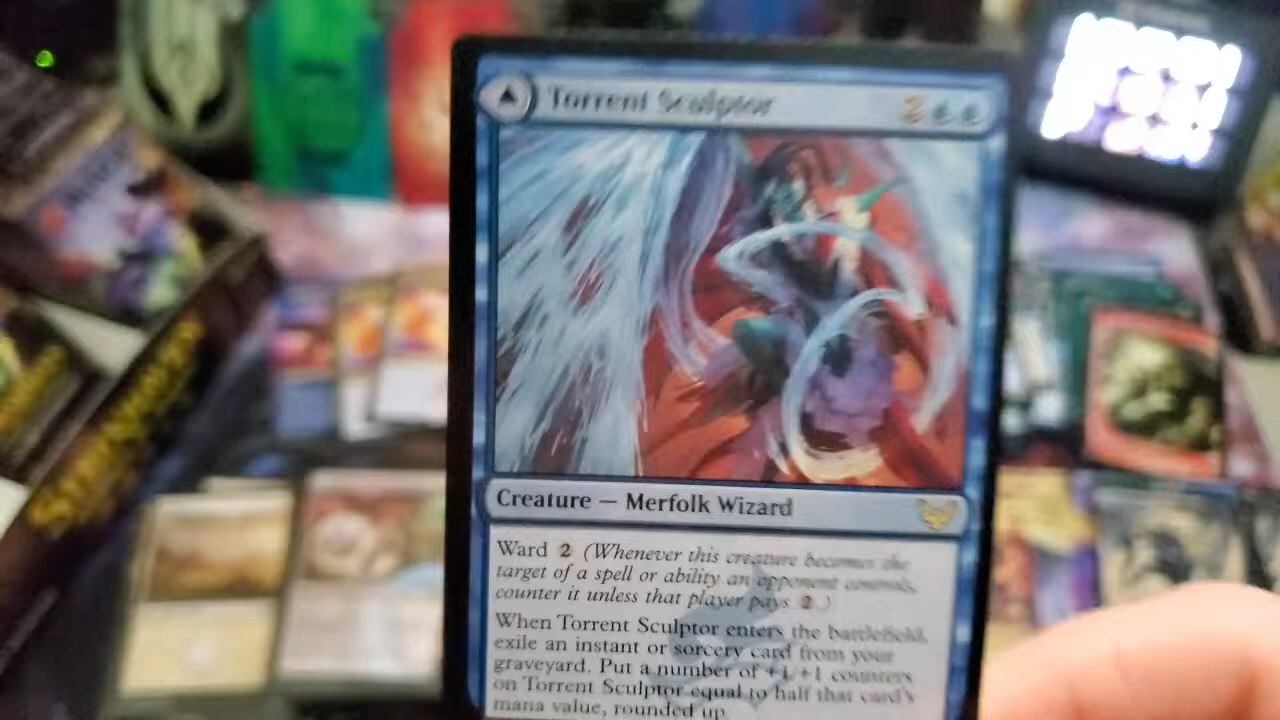 Torrent Sculptor 2
Creature — Merfolk Wizard
Ward 2 (Whenever this creature becomes the
target of a spell or ability an opponent controls,
counter it unless that player pays 2.)
When Torrent Sculptor enters the battlefield,
exile an instant or sorcery card from your
graveyard. Put a number of +1/+1 counters
on Torrent Sculptor equal to half that card's
mana value, rounded up.